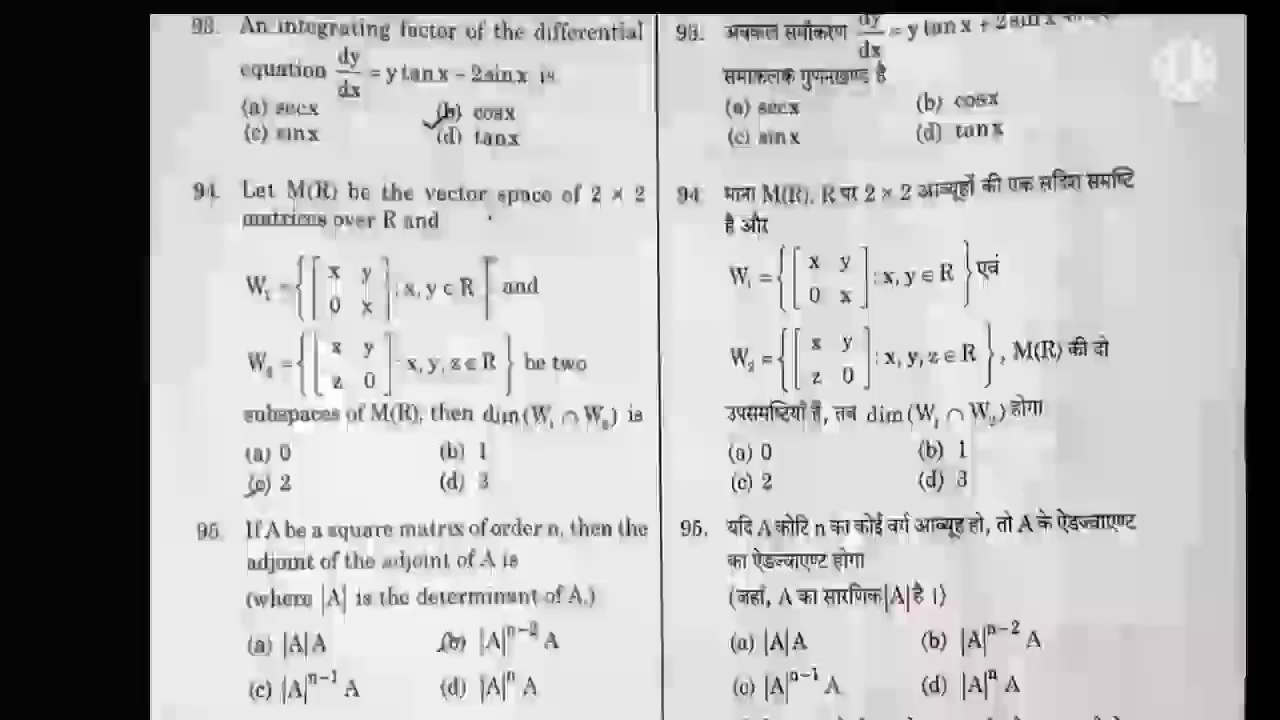 93. An integrating factor of the differential
equation dy/dx = y tan x - 2 sin x is
(a) sec x (b) cos x
(c) sin x (d) tan x
94. Let M(R) be the vector space of 2 × 2
matrices over R and
W₁ = {[x y; 0 x] : x, y ∈ R} and
W₂ = {[x y; z 0] : x, y, z ∈ R} be two
subspaces of M(R), then dim (W₁ ∩ W₂) is
(a) 0 (b) 1
(c) 2 (d) 3
95. If A be a square matrix of order n, then the
adjoint of the adjoint of A is
(where |A| is the determinant of A.)
(a) |A| A (b) |A|ⁿ⁻² A
(c) |A|ⁿ⁻¹ A (d) |A|ⁿ A
93. अवकल समीकरण dy/dx = y tan x + 2 sin x
समाकलक गुणनखण्ड है
(a) sec x (b) cos x
(c) sin x (d) tan x
94. माना M(R), R पर 2 × 2 आव्यूहों की एक सदिश समष्टि
है और
W₁ = {[x y; 0 x] : x, y ∈ R} एवं
W₂ = {[x y; z 0] : x, y, z ∈ R}, M(R) की दो
उपसमष्टियाँ हैं, तब dim (W₁ ∩ W₂) होगा
(a) 0 (b) 1
(c) 2 (d) 3
95. यदि A कोटि n का कोई वर्ग आव्यूह हो, तो A के ऐडज्वाएण्ट
का ऐडज्वाएण्ट होगा
(जहाँ, A का सारणिक |A| है।)
(a) |A| A (b) |A|ⁿ⁻² A
(c) |A|ⁿ⁻¹ A (d) |A|ⁿ A